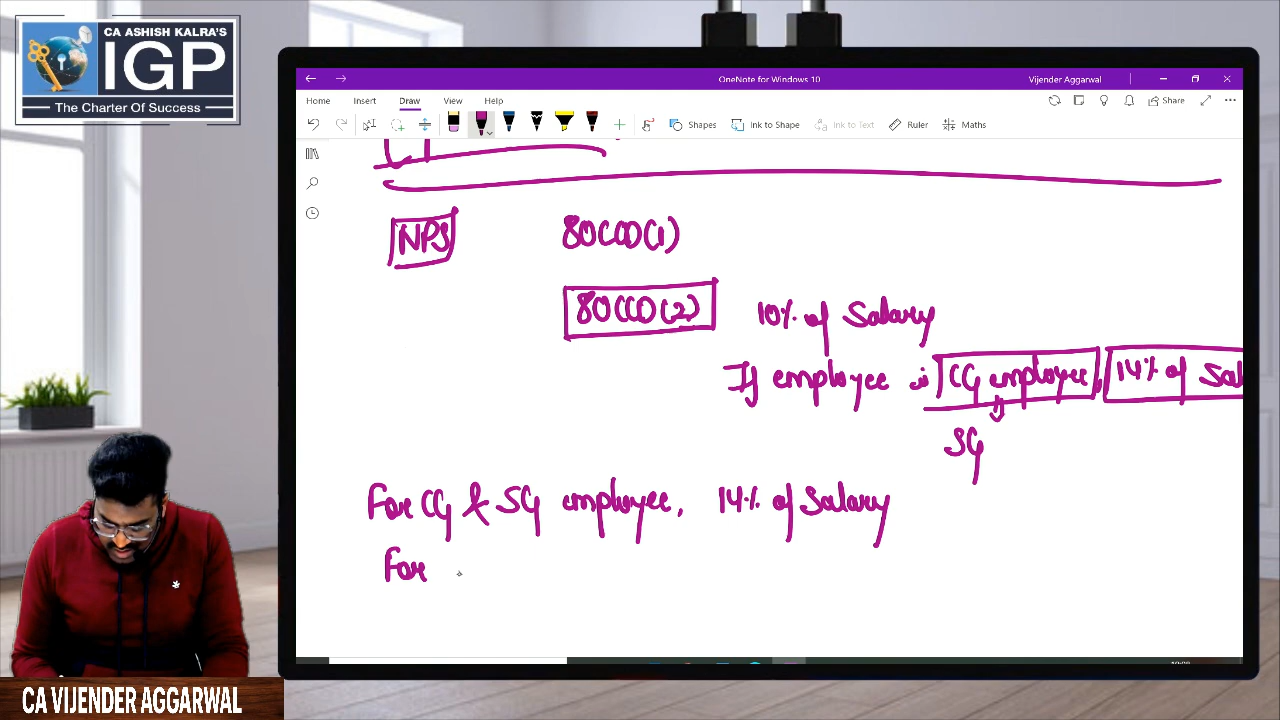 CA ASHISH KALRA'S
IGP
The Charter Of Success
OneNote for Windows 10
Vijender Aggarwal
Home Insert Draw View Help
Share
Shapes Ink to Shape Ink to Text Ruler Maths
NPS 80CCD(1)
80CCD(2) 10% of Salary
If employee is CG employee, 14% of Sal
SG
For CG & SG employee, 14% of Salary
For
CA VIJENDER AGGARWAL